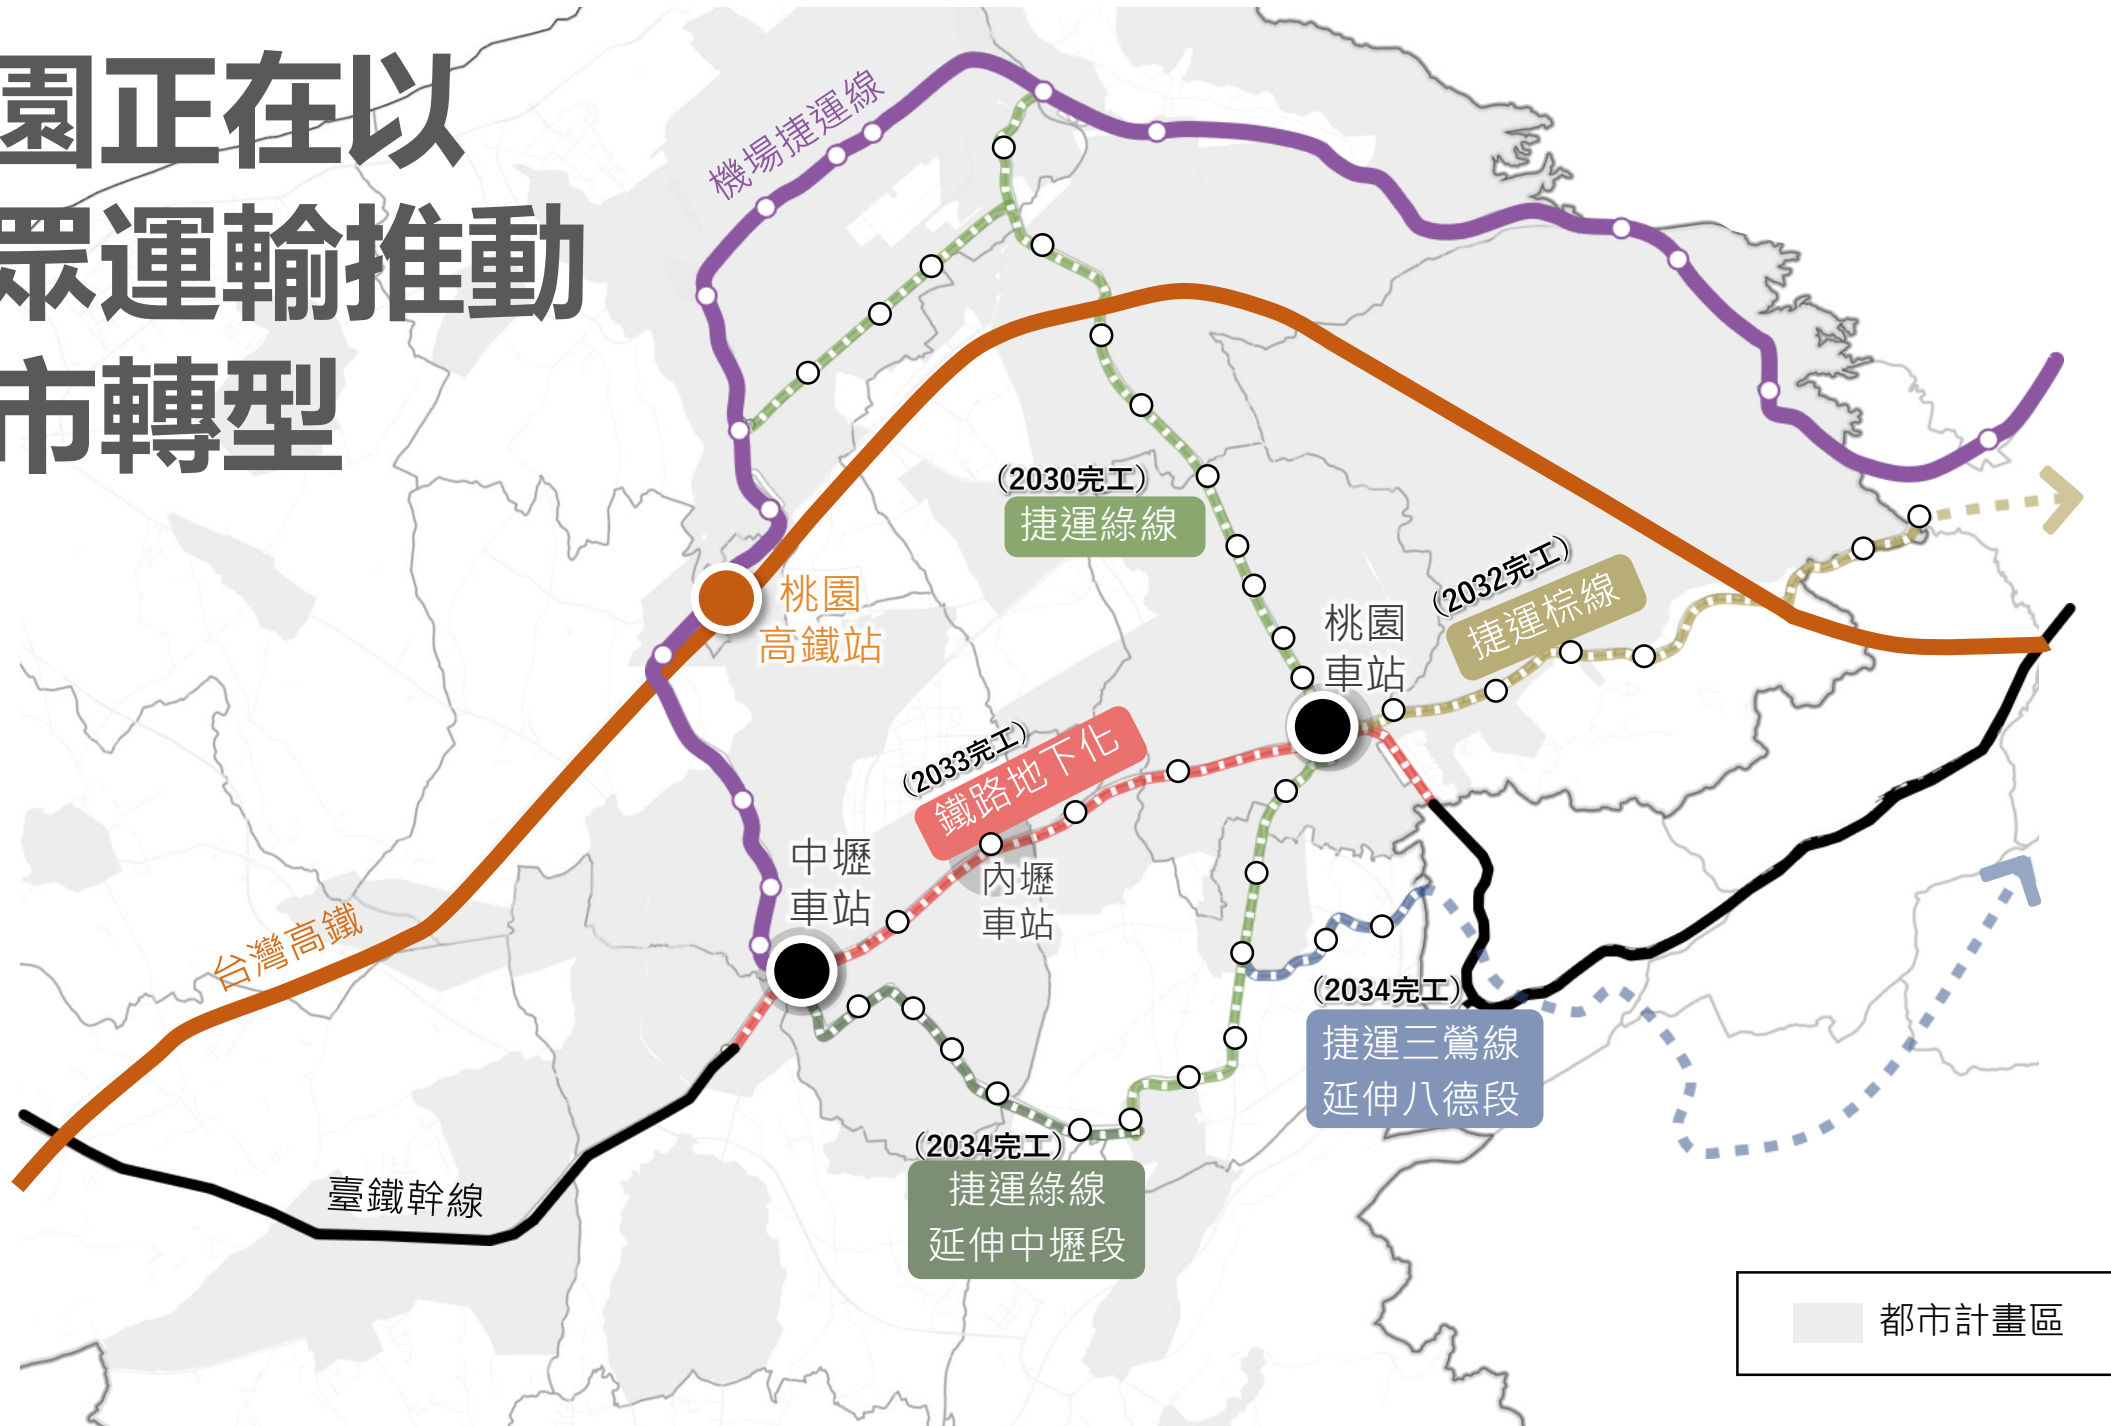 園正在以
眾運輸推動
市轉型
機場捷運線
(2030完工)
捷運綠線
(2032完工)
捷運棕線
桃園
高鐵站
桃園
車站
(2033完工)
鐵路地下化
中壢
車站
內壢
車站
台灣高鐵
(2034完工)
捷運三鶯線
延伸八德段
(2034完工)
捷運綠線
延伸中壢段
臺鐵幹線
都市計畫區